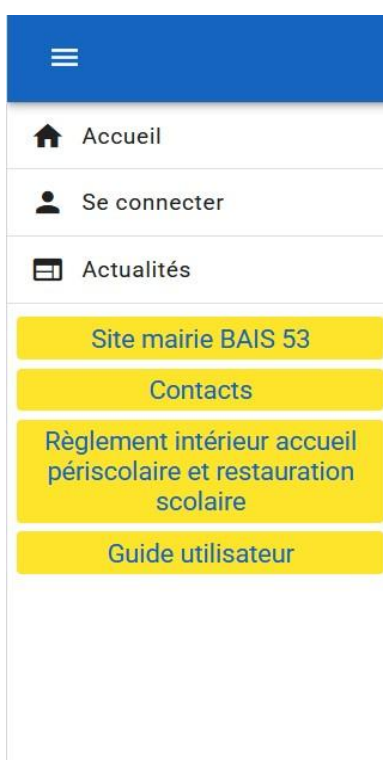 Accueil
Se connecter
Actualités
Site mairie BAIS 53
Contacts
Règlement intérieur accueil
périscolaire et restauration
scolaire
Guide utilisateur